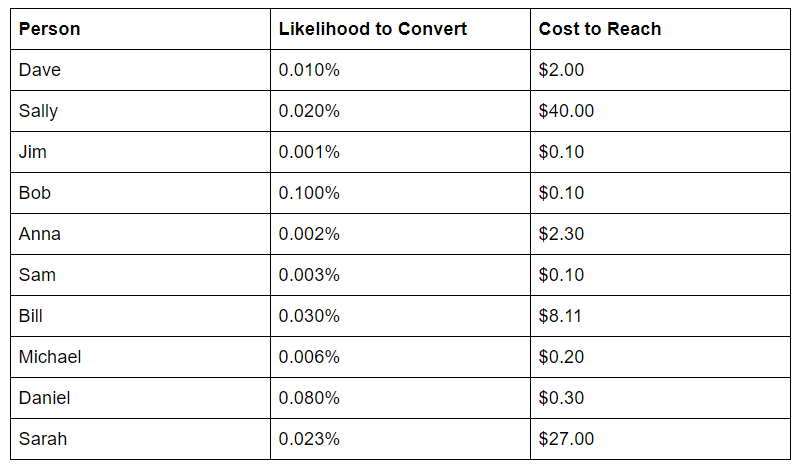 Person Likelihood to Convert Cost to Reach
Dave 0.010% $2.00
Sally 0.020% $40.00
Jim 0.001% $0.10
Bob 0.100% $0.10
Anna 0.002% $2.30
Sam 0.003% $0.10
Bill 0.030% $8.11
Michael 0.006% $0.20
Daniel 0.080% $0.30
Sarah 0.023% $27.00